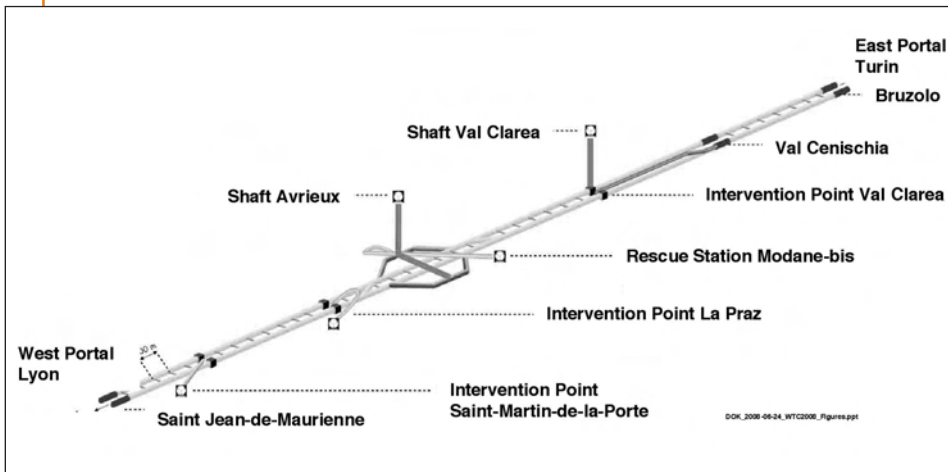 East Portal
Turin
Bruzolo
Shaft Val Clarea
Val Cenischia
Shaft Avrieux
Intervention Point Val Clarea
Rescue Station Modane-bis
Intervention Point La Praz
West Portal
Lyon
Intervention Point
Saint-Martin-de-la-Porte
Saint Jean-de-Maurienne
DOK_2008-06-24_WTC2008_Figures.ppt